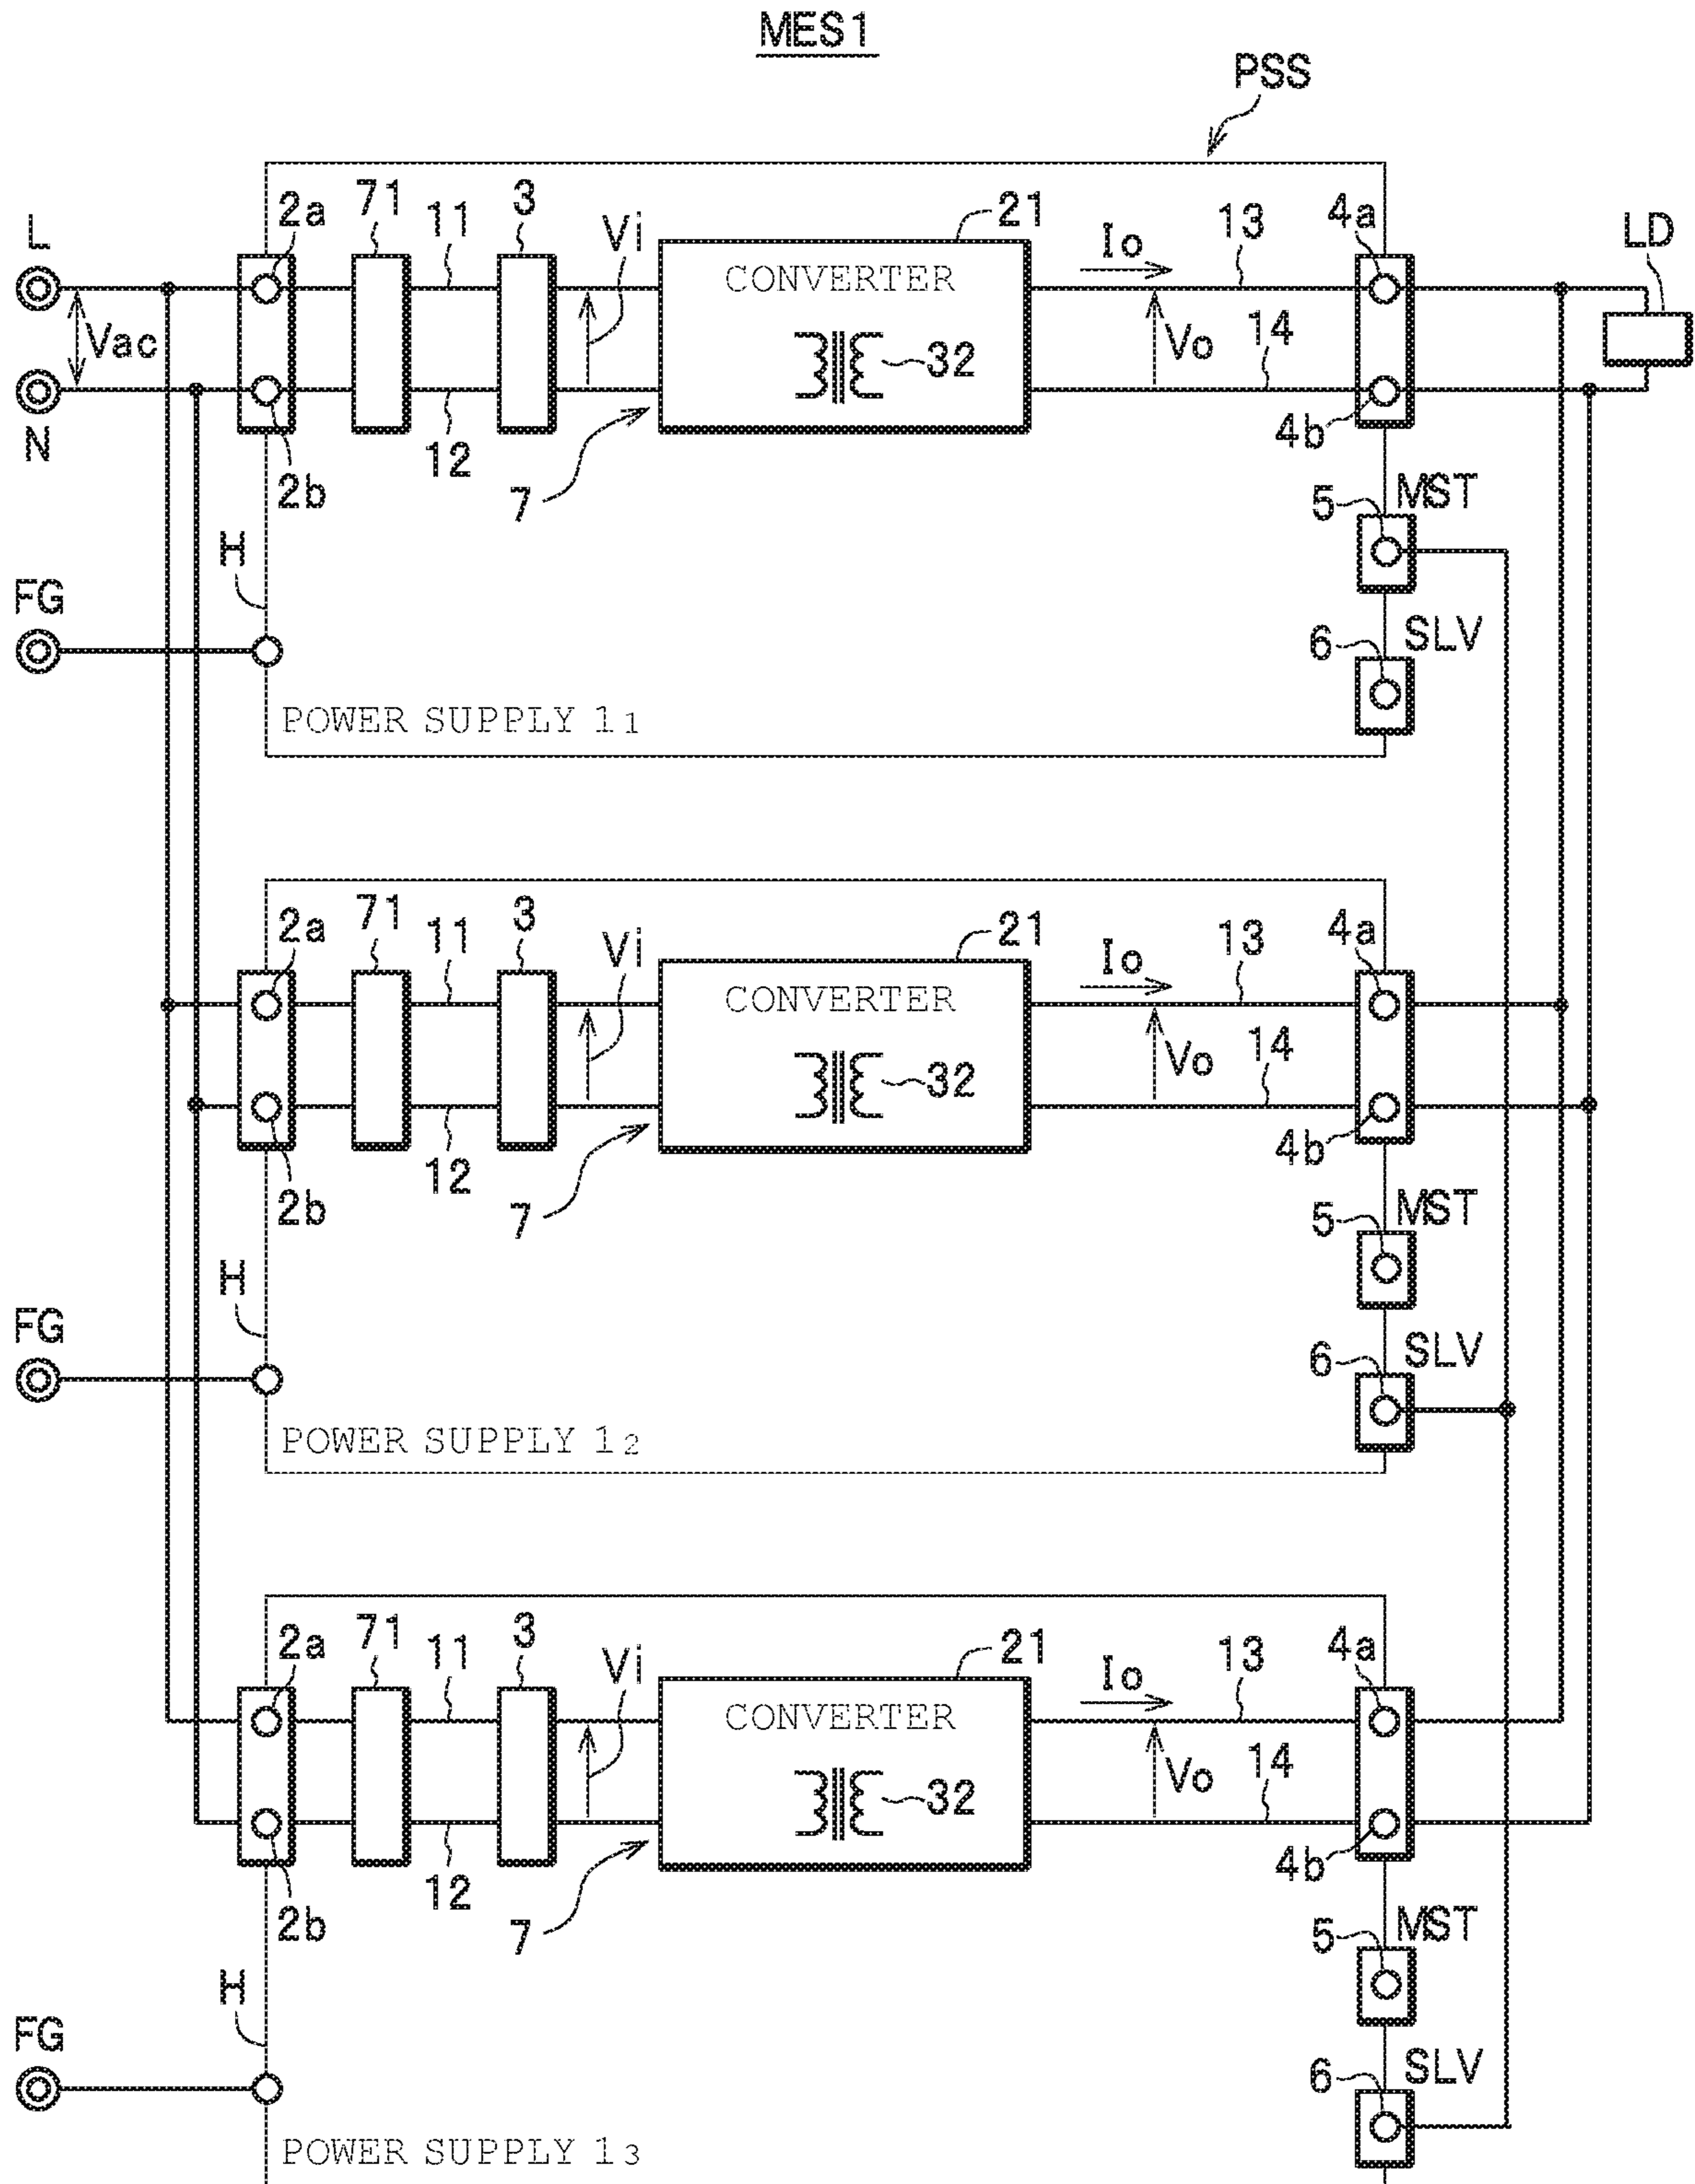 MES1
PSS
2a 71 11 3 Vi 21 Io 13 4a LD
L
CONVERTER
Vac
32 Vo 14
N
2b 12 7 4b
5 MST
H
FG
6 SLV
POWER SUPPLY 1₁
2a 71 11 3 Vi 21 Io 13 4a
CONVERTER
32 Vo 14
2b 12 7 4b
5 MST
H
FG
6 SLV
POWER SUPPLY 1₂
2a 71 11 3 Vi 21 Io 13 4a
CONVERTER
32 Vo 14
2b 12 7 4b
5 MST
H
FG
6 SLV
POWER SUPPLY 1₃